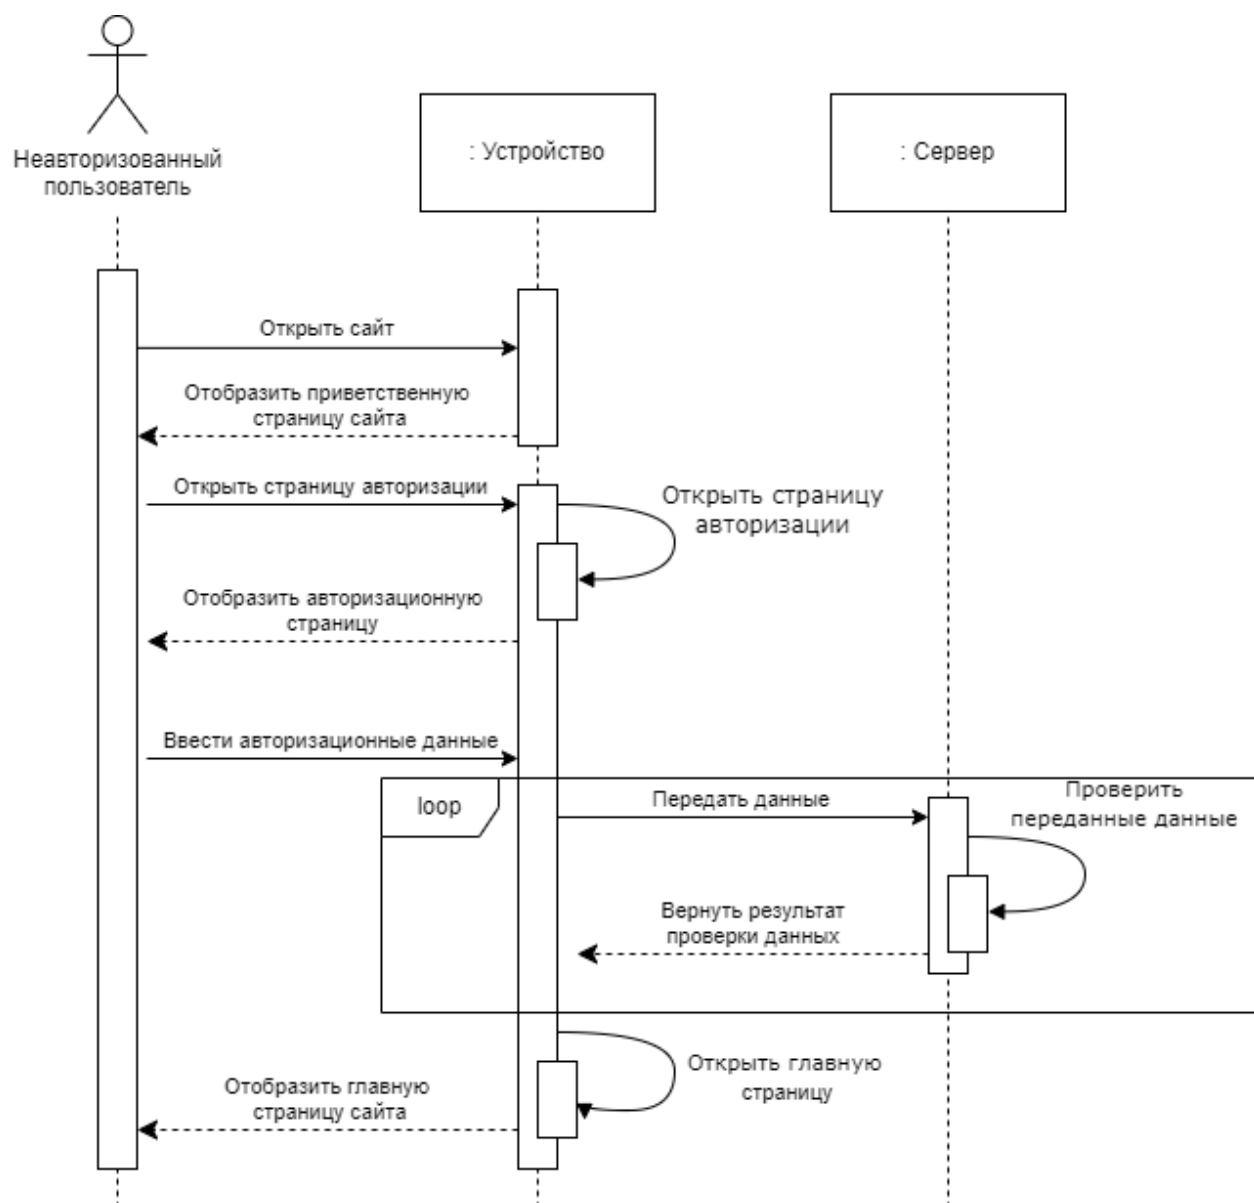 Неавторизованный
пользователь
: Устройство
: Сервер
Открыть сайт
Отобразить приветственную
страницу сайта
Открыть страницу авторизации
Открыть страницу
авторизации
Отобразить авторизационную
страницу
Ввести авторизационные данные
loop
Передать данные
Проверить
переданные данные
Вернуть результат
проверки данных
Открыть главную
страницу
Отобразить главную
страницу сайта